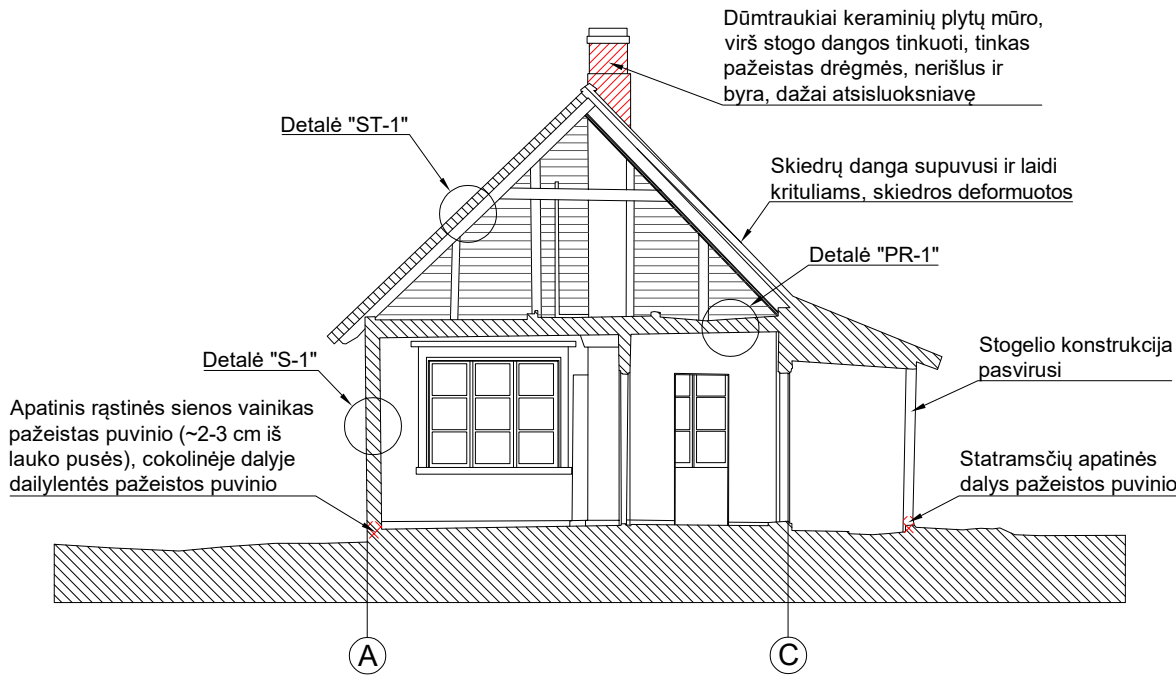 Dūmtraukiai keraminių plytų mūro,
virš stogo dangos tinkuoti, tinkas
pažeistas drėgmės, nerišlus ir
byra, dažai atsisluoksniavę
Detalė "ST-1"
Skiedrų danga supuvusi ir laidi
krituliams, skiedros deformuotos
Detalė "PR-1"
Detalė "S-1"
Stogelio konstrukcija
pasvirusi
Apatinis rąstinės sienos vainikas
pažeistas puvinio (~2-3 cm iš
lauko pusės), cokolinėje dalyje
dailylentės pažeistos puvinio
Statramsčių apatinės
dalys pažeistos puvinio
A
C